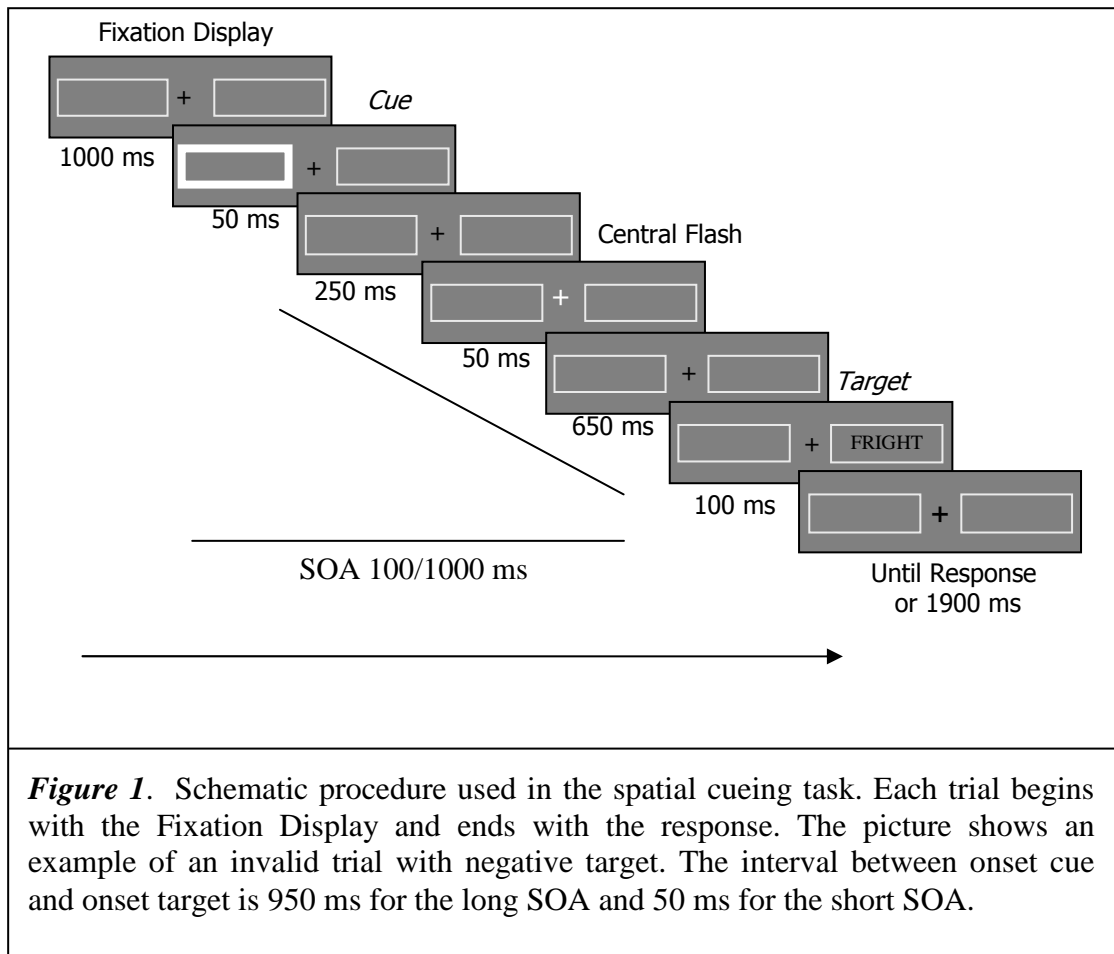 Fixation Display
+
Cue
1000 ms
+
50 ms
+
Central Flash
250 ms
+
50 ms
+
Target
650 ms
+ FRIGHT
100 ms
+
SOA 100/1000 ms
Until Response
or 1900 ms
Figure 1. Schematic procedure used in the spatial cueing task. Each trial begins
with the Fixation Display and ends with the response. The picture shows an
example of an invalid trial with negative target. The interval between onset cue
and onset target is 950 ms for the long SOA and 50 ms for the short SOA.